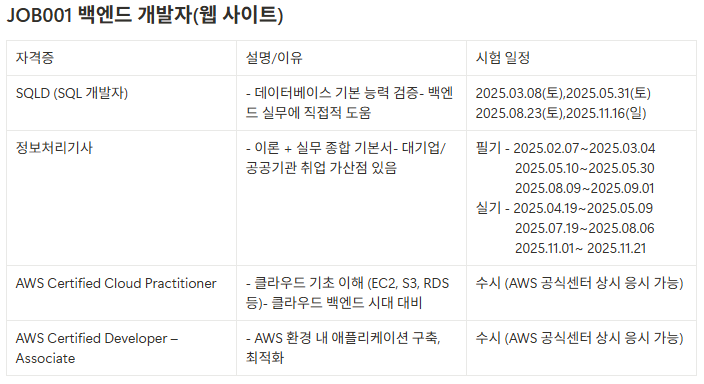 JOB001 백엔드 개발자(웹 사이트)
자격증 설명/이유 시험 일정
SQLD (SQL 개발자)
- 데이터베이스 기본 능력 검증- 백엔
드 실무에 직접적 도움
2025.03.08(토),2025.05.31(토)
2025.08.23(토),2025.11.16(일)
정보처리기사
- 이론 + 실무 종합 기본서- 대기업/
공공기관 취업 가산점 있음
필기 - 2025.02.07~2025.03.04
2025.05.10~2025.05.30
2025.08.09~2025.09.01
실기 - 2025.04.19~2025.05.09
2025.07.19~2025.08.06
2025.11.01~ 2025.11.21
AWS Certified Cloud Practitioner
- 클라우드 기초 이해 (EC2, S3, RDS
등)- 클라우드 백엔드 시대 대비
수시 (AWS 공식센터 상시 응시 가능)
AWS Certified Developer –
Associate
- AWS 환경 내 애플리케이션 구축,
최적화
수시 (AWS 공식센터 상시 응시 가능)